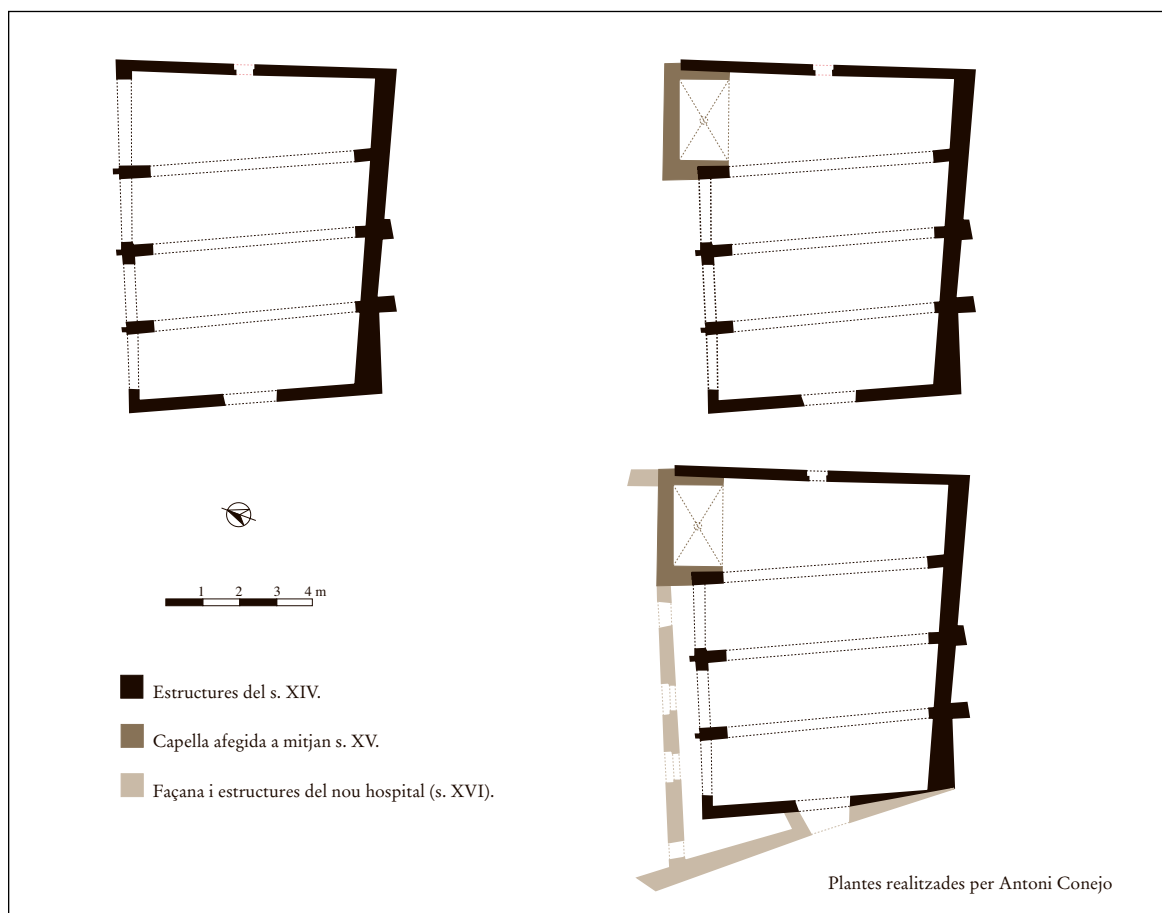 1 2 3 4 m
Estructures del s. XIV.
Capella afegida a mitjan s. XV.
Façana i estructures del nou hospital (s. XVI).
Plantes realitzades per Antoni Conejo